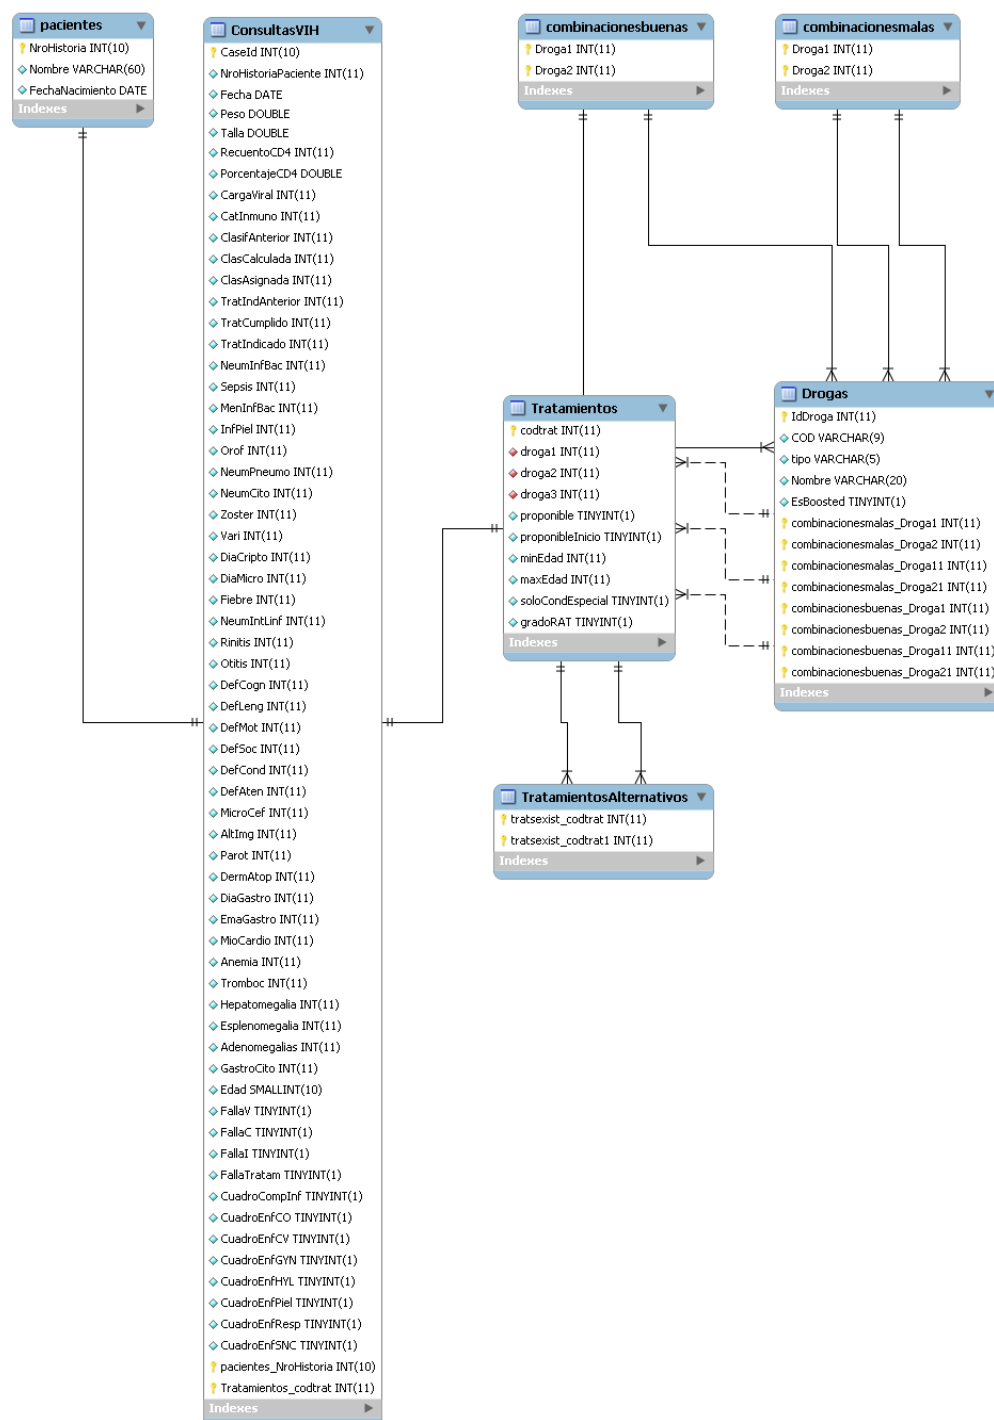 pacientes
NroHistoria INT(10)
Nombre VARCHAR(60)
FechaNacimiento DATE
Indexes
ConsultasVIH
CaseId INT(10)
NroHistoriaPaciente INT(11)
Fecha DATE
Peso DOUBLE
Talla DOUBLE
RecuentoCD4 INT(11)
PorcentajeCD4 DOUBLE
CargaViral INT(11)
CatInmuno INT(11)
ClasifAnterior INT(11)
ClasCalculada INT(11)
ClasAsignada INT(11)
TratIndAnterior INT(11)
TratCumplido INT(11)
TratIndicado INT(11)
NeumInfBac INT(11)
Sepsis INT(11)
MenInfBac INT(11)
InfPiel INT(11)
Orof INT(11)
NeumPneumo INT(11)
NeumCito INT(11)
Zoster INT(11)
Vari INT(11)
DiaCripto INT(11)
DiaMicro INT(11)
Fiebre INT(11)
NeumIntLinf INT(11)
Rinitis INT(11)
Otitis INT(11)
DefCogn INT(11)
DefLeng INT(11)
DefMot INT(11)
DefSoc INT(11)
DefCond INT(11)
DefAten INT(11)
MicroCef INT(11)
AltImg INT(11)
Parot INT(11)
DermAtop INT(11)
DiaGastro INT(11)
EmaGastro INT(11)
MioCardio INT(11)
Anemia INT(11)
Tromboc INT(11)
Hepatomegalia INT(11)
Esplenomegalia INT(11)
Adenomegalias INT(11)
GastroCito INT(11)
Edad SMALLINT(10)
FallaV TINYINT(1)
FallaC TINYINT(1)
FallaI TINYINT(1)
FallaTratam TINYINT(1)
CuadroCompInf TINYINT(1)
CuadroEnfCO TINYINT(1)
CuadroEnfCV TINYINT(1)
CuadroEnfGYN TINYINT(1)
CuadroEnfHYL TINYINT(1)
CuadroEnfPiel TINYINT(1)
CuadroEnfResp TINYINT(1)
CuadroEnfSNC TINYINT(1)
pacientes_NroHistoria INT(10)
Tratamientos_codtrat INT(11)
Indexes
combinacionesbuenas
Droga1 INT(11)
Droga2 INT(11)
Indexes
combinacionesmalas
Droga1 INT(11)
Droga2 INT(11)
Indexes
Tratamientos
codtrat INT(11)
droga1 INT(11)
droga2 INT(11)
droga3 INT(11)
proponible TINYINT(1)
proponibleInicio TINYINT(1)
minEdad INT(11)
maxEdad INT(11)
soloCondEspecial TINYINT(1)
gradoRAT TINYINT(1)
Indexes
Drogas
IdDroga INT(11)
COD VARCHAR(9)
tipo VARCHAR(5)
Nombre VARCHAR(20)
EsBoosted TINYINT(1)
combinacionesmalas_Droga1 INT(11)
combinacionesmalas_Droga2 INT(11)
combinacionesmalas_Droga11 INT(11)
combinacionesmalas_Droga21 INT(11)
combinacionesbuenas_Droga1 INT(11)
combinacionesbuenas_Droga2 INT(11)
combinacionesbuenas_Droga11 INT(11)
combinacionesbuenas_Droga21 INT(11)
Indexes
TratamientosAlternativos
tratsexist_codtrat INT(11)
tratsexist_codtrat1 INT(11)
Indexes